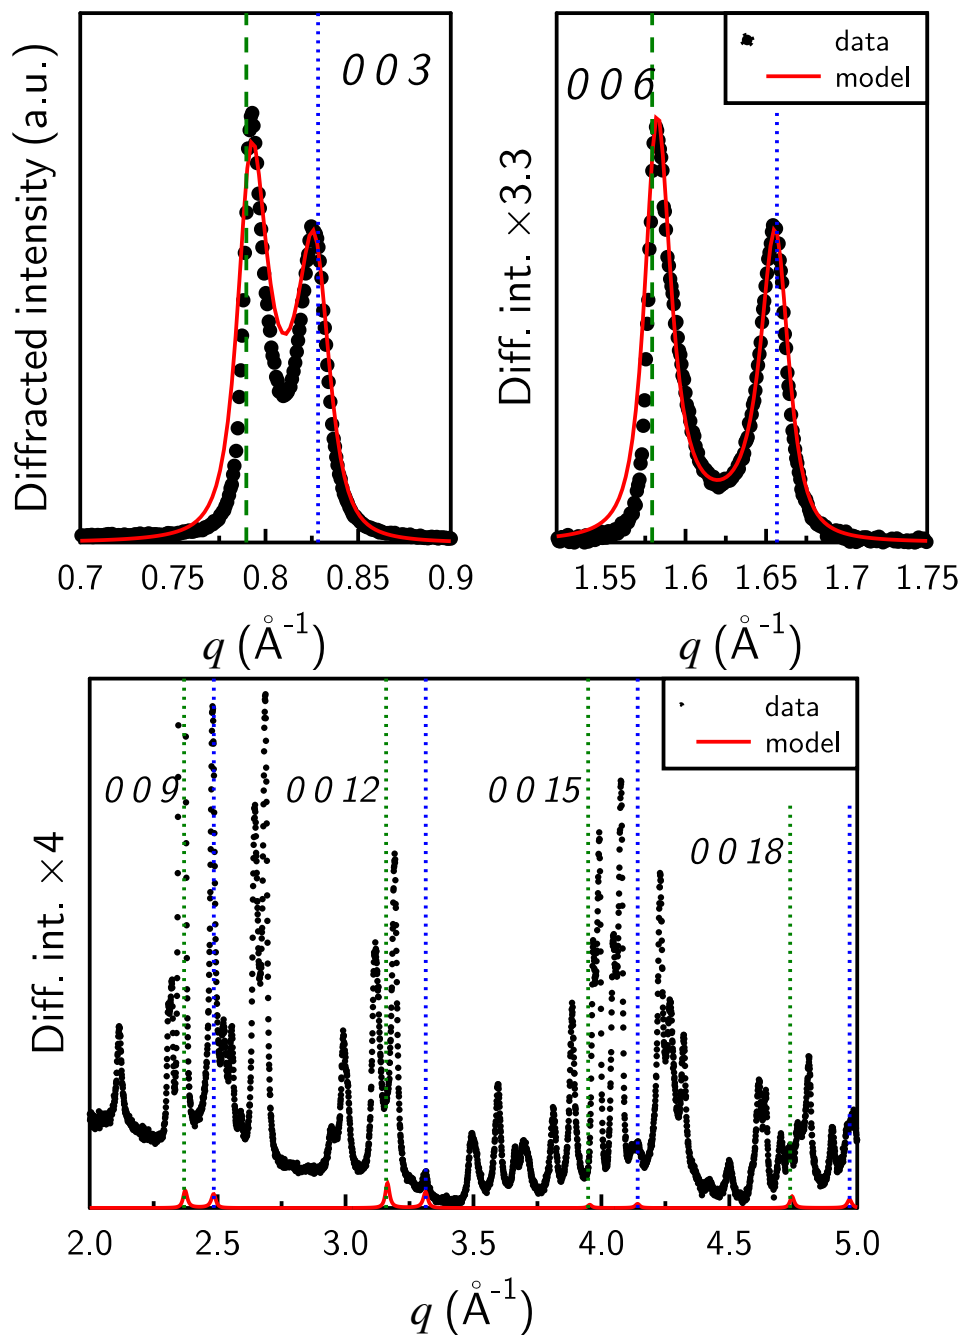 Diffracted intensity (a.u.)
0 0 3
0.7 0.75 0.8 0.85 0.9
q (Å⁻¹)
Diff. int. ×3.3
0 0 6
data
model
1.55 1.6 1.65 1.7 1.75
q (Å⁻¹)
Diff. int. ×4
data
model
0 0 9
0 0 12
0 0 15
0 0 18
2.0 2.5 3.0 3.5 4.0 4.5 5.0
q (Å⁻¹)